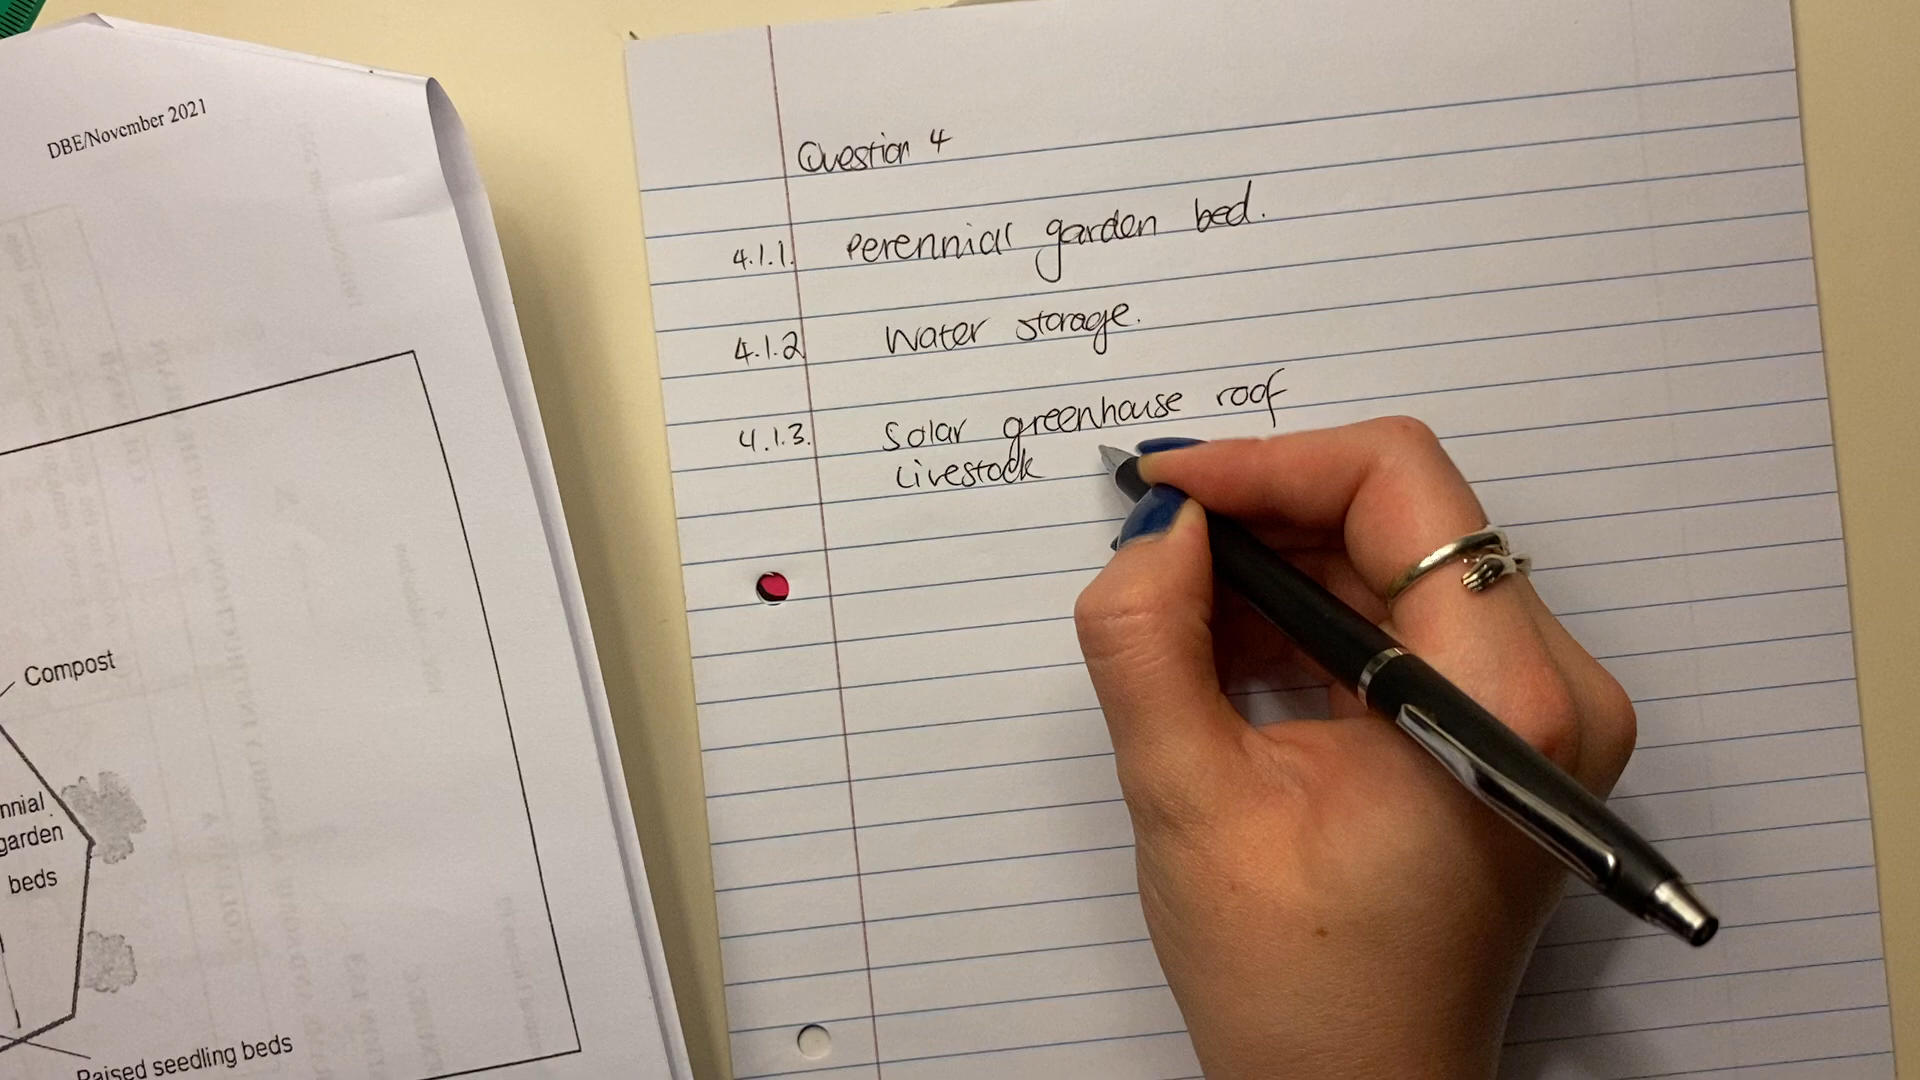 DBE/November 2021
Compost
nnial
garden
beds
Raised seedling beds
Question 4
4.1.1. Perennial garden bed.
4.1.2 Water storage.
4.1.3. Solar greenhouse roof
Livestock